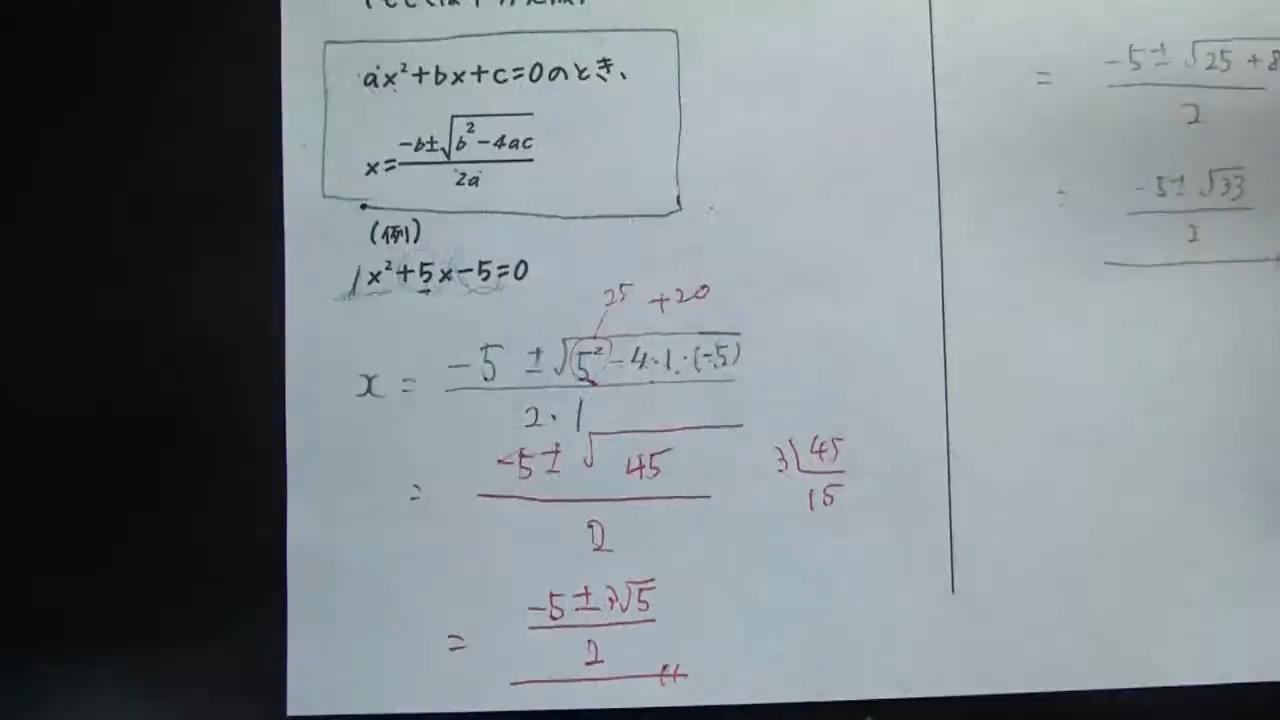 ax²+bx+c=0のとき、
x=(-b±√(b²-4ac))/(2a)
(例)
1x²+5x-5=0
25 +20
x = (-5 ±√(5²-4・1・(-5)))/(2・1)
= (-5±√45)/2
3)45
15
= (-5±3√5)/2
= (-5±√(25+8
2
= (-5±√33)/2